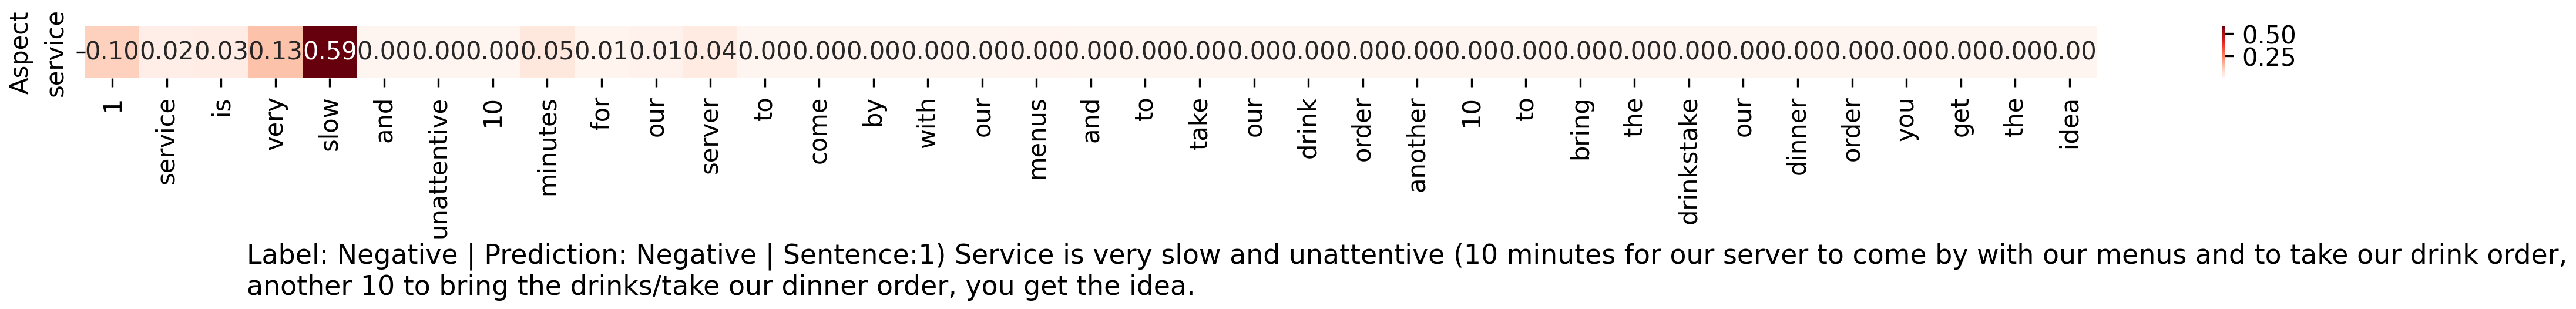 Aspect
service
0.10 0.02 0.03 0.13 0.59 0.00 0.00 0.00 0.05 0.01 0.01 0.04 0.00 0.00 0.00 0.00 0.00 0.00 0.00 0.00 0.00 0.00 0.00 0.00 0.00 0.00 0.00 0.00 0.00 0.00 0.00 0.00 0.00 0.00 0.00 0.00 0.00
0.50
0.25
1 service is very slow and unattentive 10 minutes for our server to come by with our menus and to take our drink order another 10 to bring the drinkstake our dinner order you get the idea
Label: Negative | Prediction: Negative | Sentence:1) Service is very slow and unattentive (10 minutes for our server to come by with our menus and to take our drink order,
another 10 to bring the drinks/take our dinner order, you get the idea.